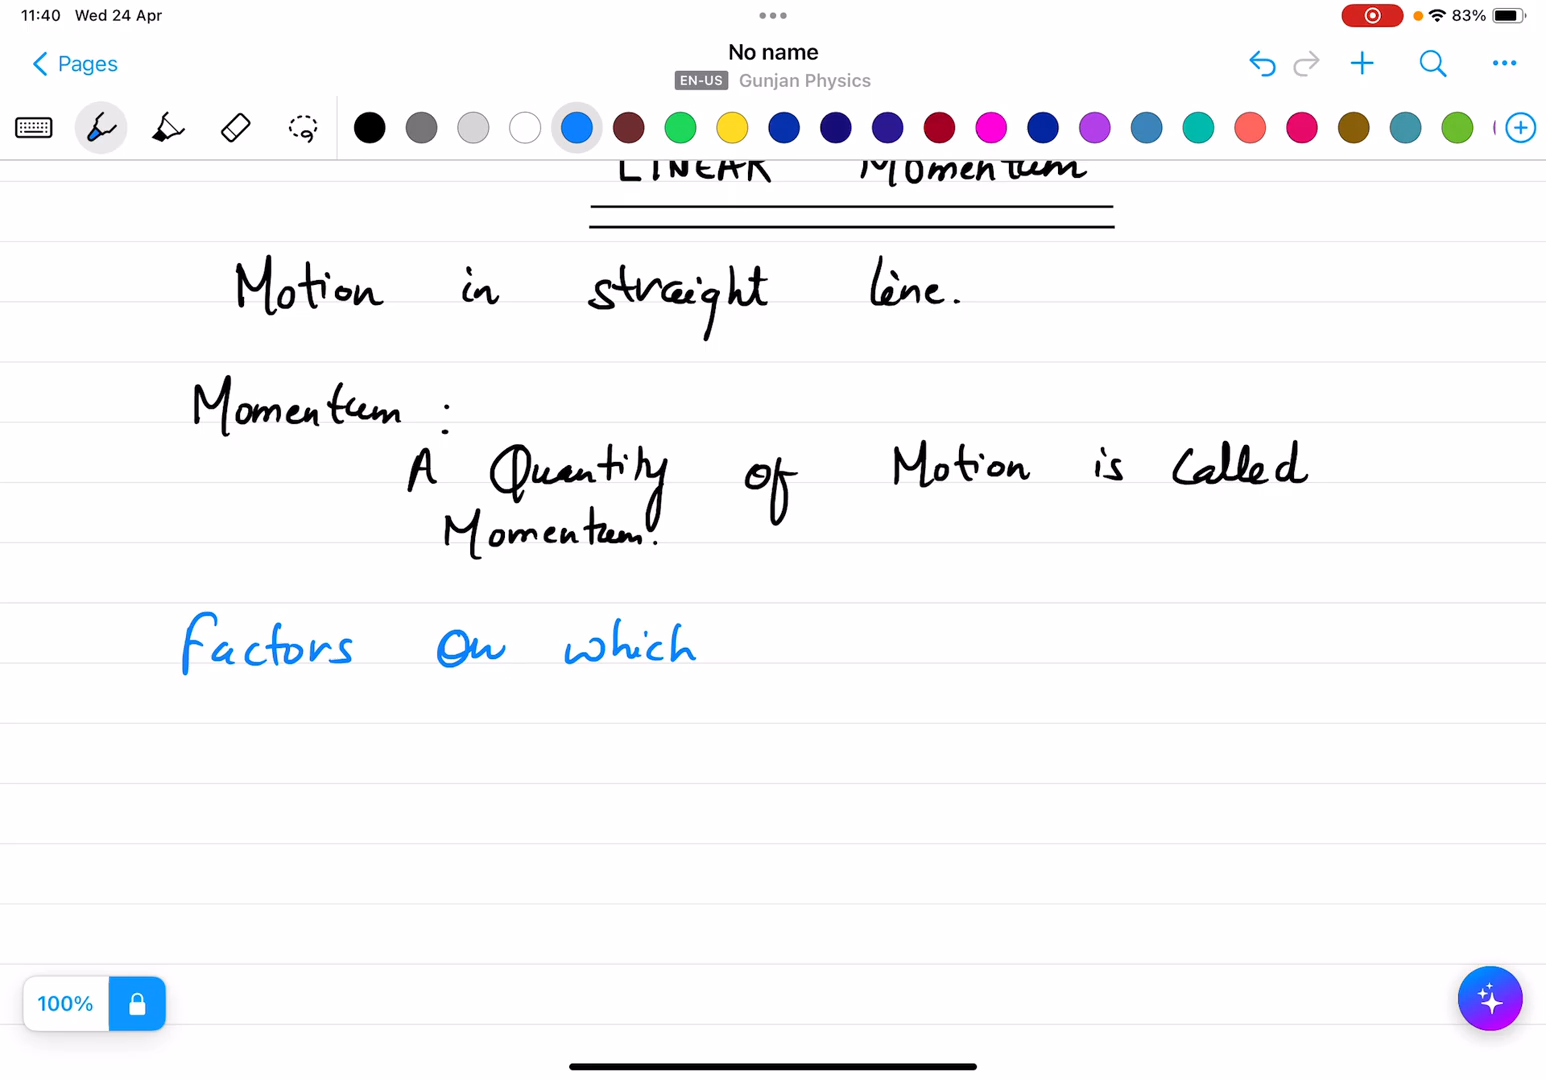 11:40 Wed 24 Apr
83%
Pages
No name
EN-US Gunjan Physics
LINEAR Momentum
Motion in straight line.
Momentum :
A Quantity of Motion is called
Momentum.
Factors On which
100%